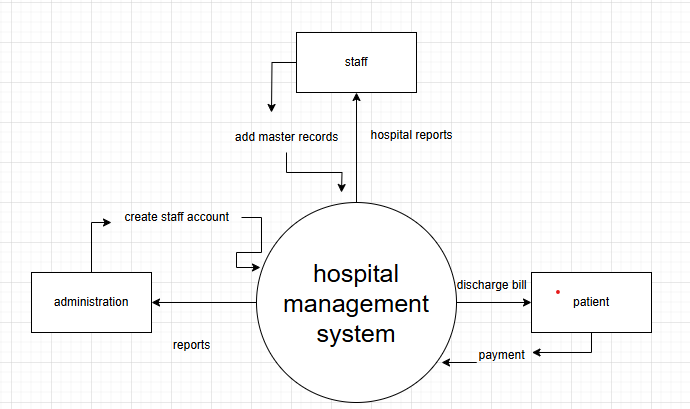 staff
add master records
hospital reports
create staff account
hospital
management
system
discharge bill
administration
patient
reports
payment